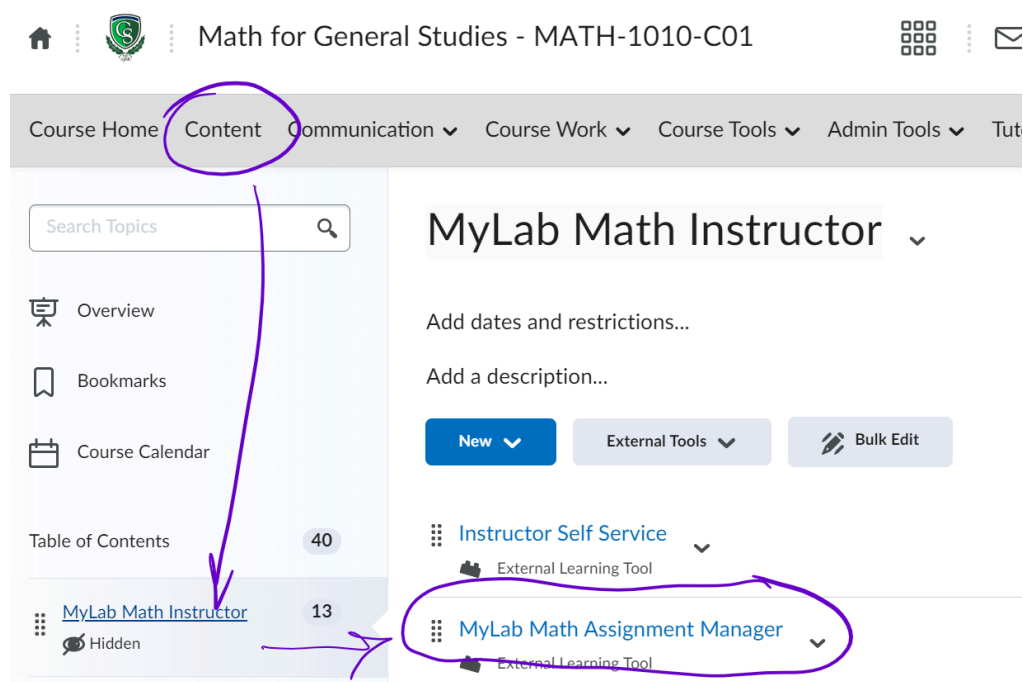 Math for General Studies - MATH-1010-C01
Course Home Content Communication Course Work Course Tools Admin Tools Tut
Search Topics
MyLab Math Instructor
Overview
Add dates and restrictions...
Add a description...
Bookmarks
New External Tools Bulk Edit
Course Calendar
Table of Contents 40
Instructor Self Service
External Learning Tool
MyLab Math Instructor 13
Hidden
MyLab Math Assignment Manager
External Learning Tool